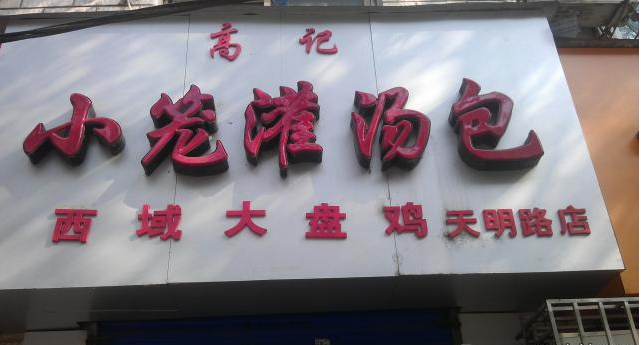 高记
小笼灌汤包
西域大盘鸡天明路店